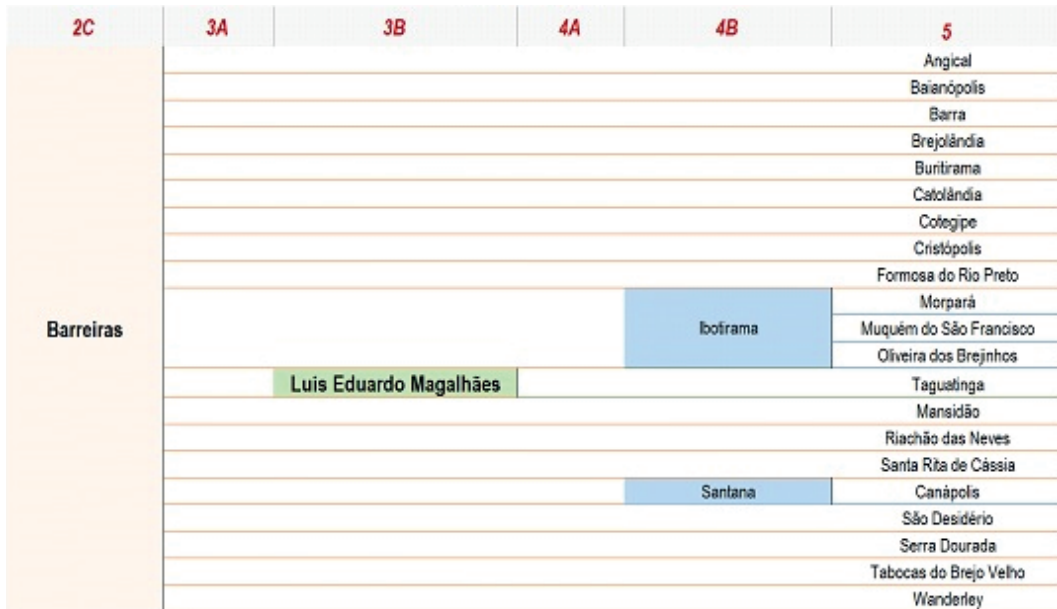 2C 3A 3B 4A 4B 5
Angical
Baianópolis
Barra
Brejolândia
Buritirama
Catolândia
Cotegipe
Cristópolis
Formosa do Rio Preto
Morpará
Barreiras Ibotirama Muquém do São Francisco
Oliveira dos Brejinhos
Luis Eduardo Magalhães Taguatinga
Mansidão
Riachão das Neves
Santa Rita de Cássia
Santana Canápolis
São Desidério
Serra Dourada
Tabocas do Brejo Velho
Wanderley